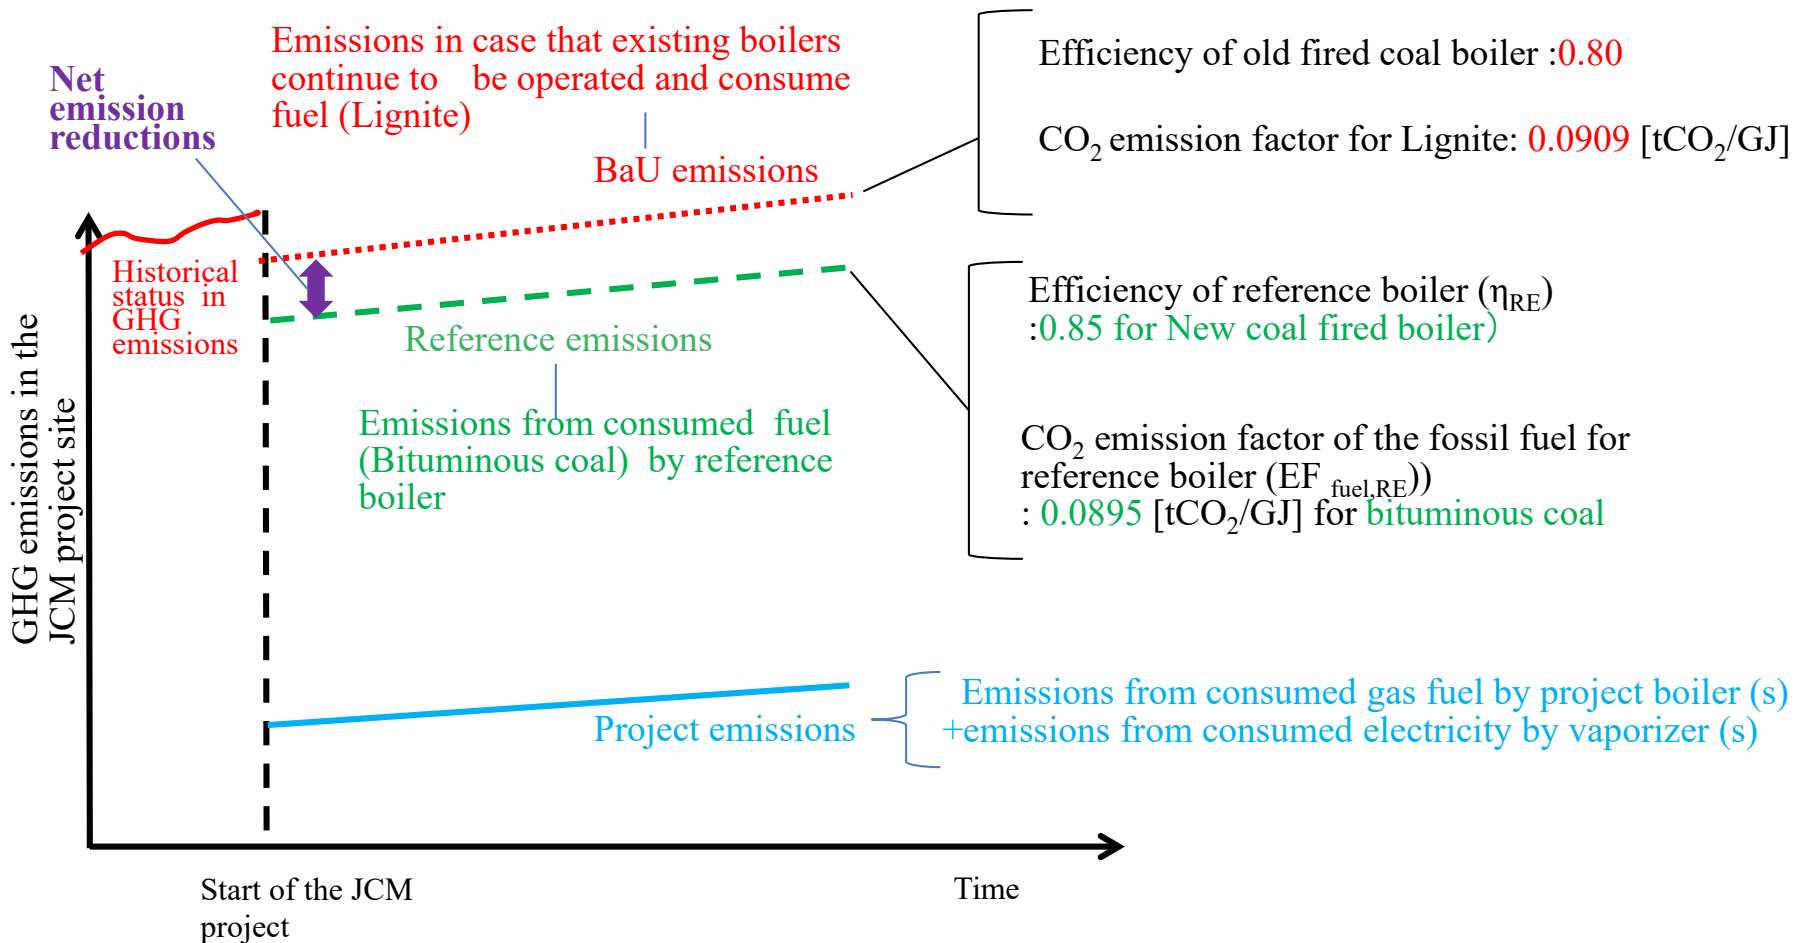 Emissions in case that existing boilers
continue to be operated and consume
fuel (Lignite)
Net
emission
reductions
BaU emissions
Efficiency of old fired coal boiler :0.80
CO2 emission factor for Lignite: 0.0909 [tCO2/GJ]
Historical
status in
GHG
emissions
Reference emissions
Emissions from consumed fuel
(Bituminous coal) by reference
boiler
Efficiency of reference boiler (ηRE)
:0.85 for New coal fired boiler）
CO2 emission factor of the fossil fuel for
reference boiler (EF fuel,RE))
: 0.0895 [tCO2/GJ] for bituminous coal
GHG emissions in the
JCM project site
Project emissions
Emissions from consumed gas fuel by project boiler (s)
+emissions from consumed electricity by vaporizer (s)
Start of the JCM
project
Time